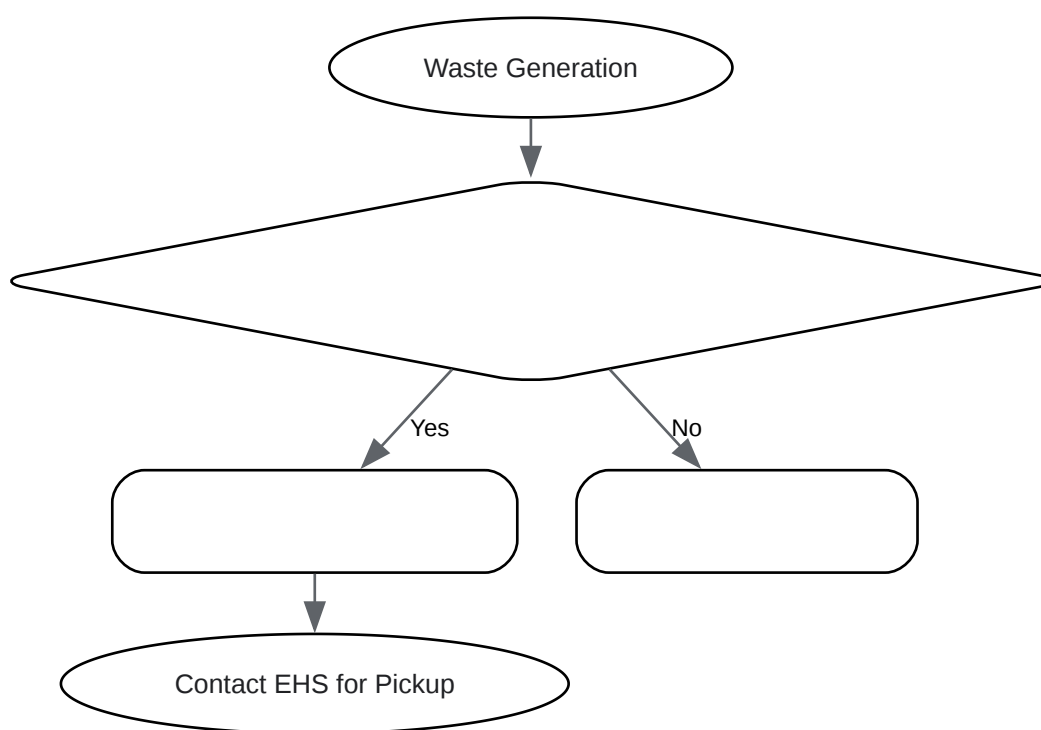 Waste Generation
Yes
No
Contact EHS for Pickup